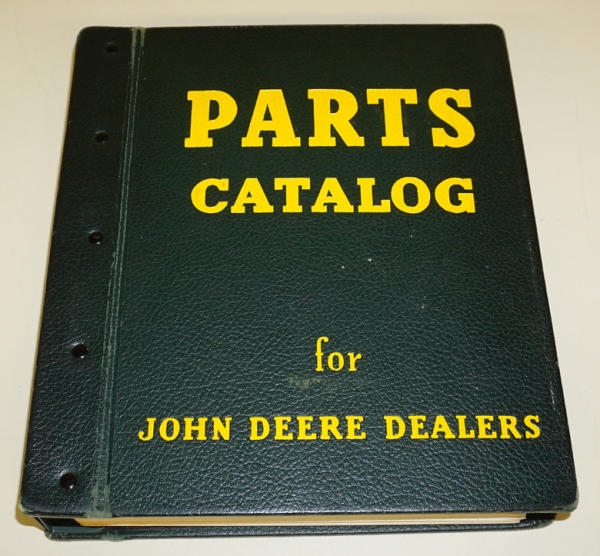 PARTS
CATALOG
for
JOHN DEERE DEALERS